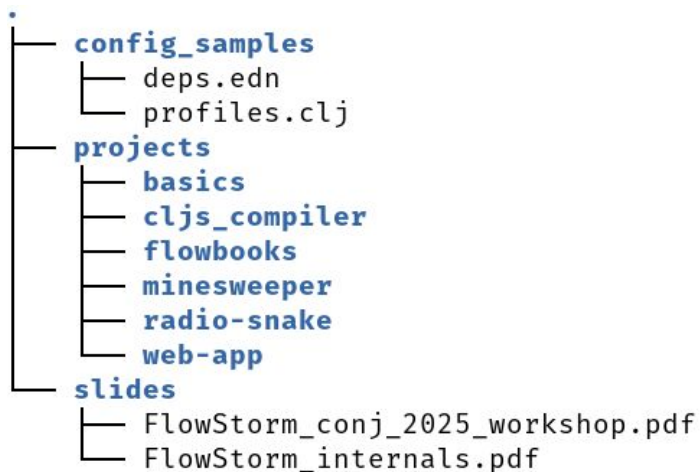 .
config_samples
deps.edn
profiles.clj
projects
basics
cljs_compiler
flowbooks
minesweeper
radio-snake
web-app
slides
FlowStorm_conj_2025_workshop.pdf
FlowStorm_internals.pdf